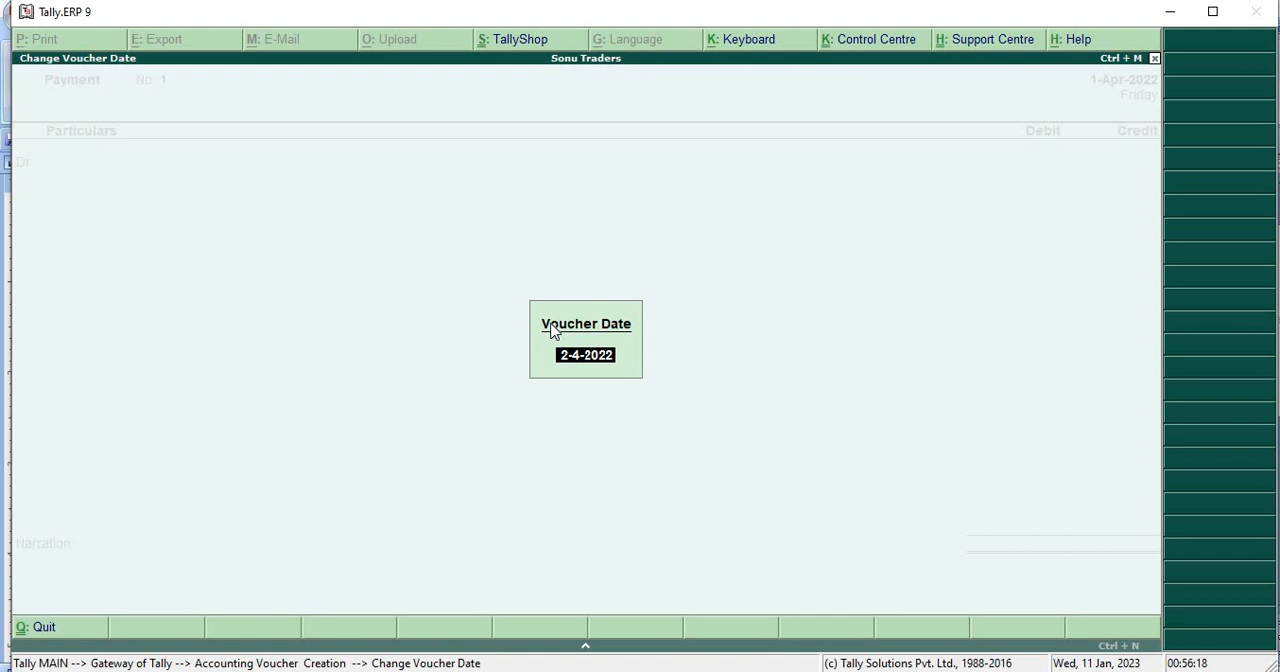 Tally.ERP 9
P: Print E: Export M: E-Mail O: Upload S: TallyShop G: Language K: Keyboard K: Control Centre H: Support Centre H: Help
Change Voucher Date Sonu Traders Ctrl + M
Payment No. 1 1-Apr-2022
Friday
Particulars Debit Credit
Dr
Voucher Date
2-4-2022
Narration:
Q: Quit
Ctrl + N
Tally MAIN --> Gateway of Tally --> Accounting Voucher Creation --> Change Voucher Date (c) Tally Solutions Pvt. Ltd., 1988-2016 Wed, 11 Jan, 2023 00:56:18